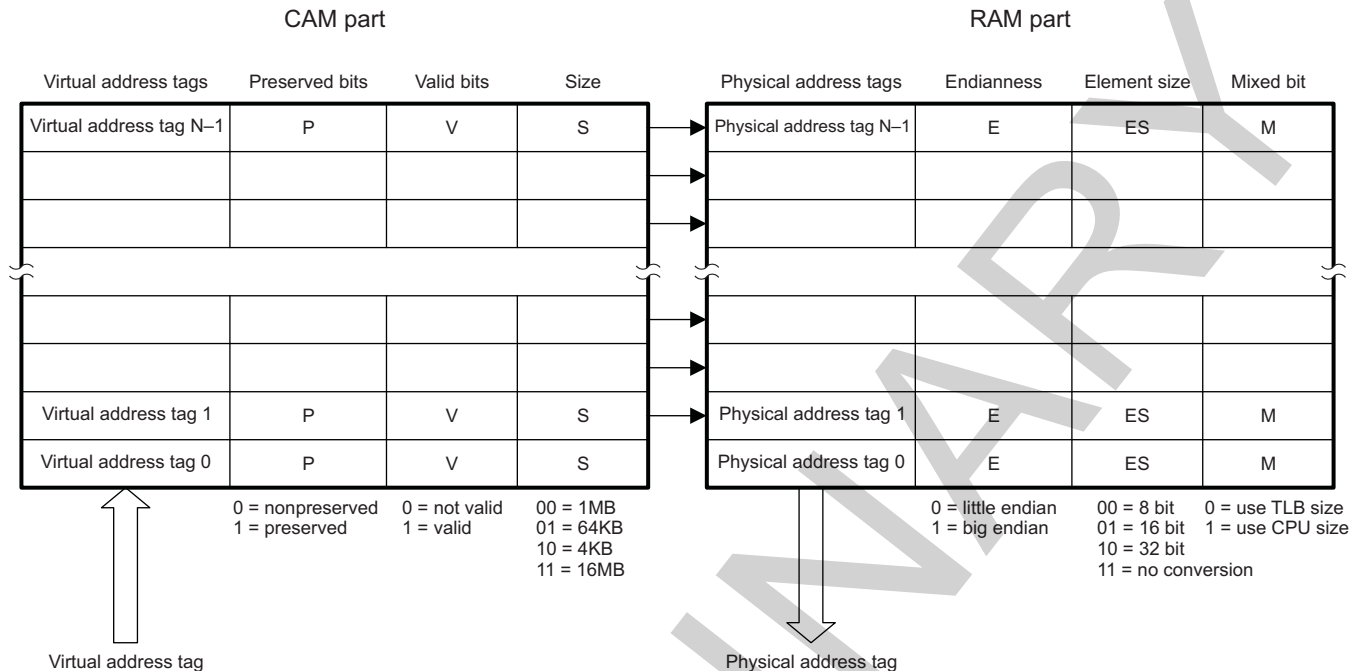 CAM part
RAM part
Virtual address tags Preserved bits Valid bits Size
Physical address tags Endianness Element size Mixed bit
Virtual address tag N–1 P V S
Physical address tag N–1 E ES M
Virtual address tag 1 P V S
Physical address tag 1 E ES M
Virtual address tag 0 P V S
Physical address tag 0 E ES M
0 = nonpreserved
1 = preserved
0 = not valid
1 = valid
00 = 1MB
01 = 64KB
10 = 4KB
11 = 16MB
0 = little endian
1 = big endian
00 = 8 bit
01 = 16 bit
10 = 32 bit
11 = no conversion
0 = use TLB size
1 = use CPU size
Virtual address tag
Physical address tag
INARY